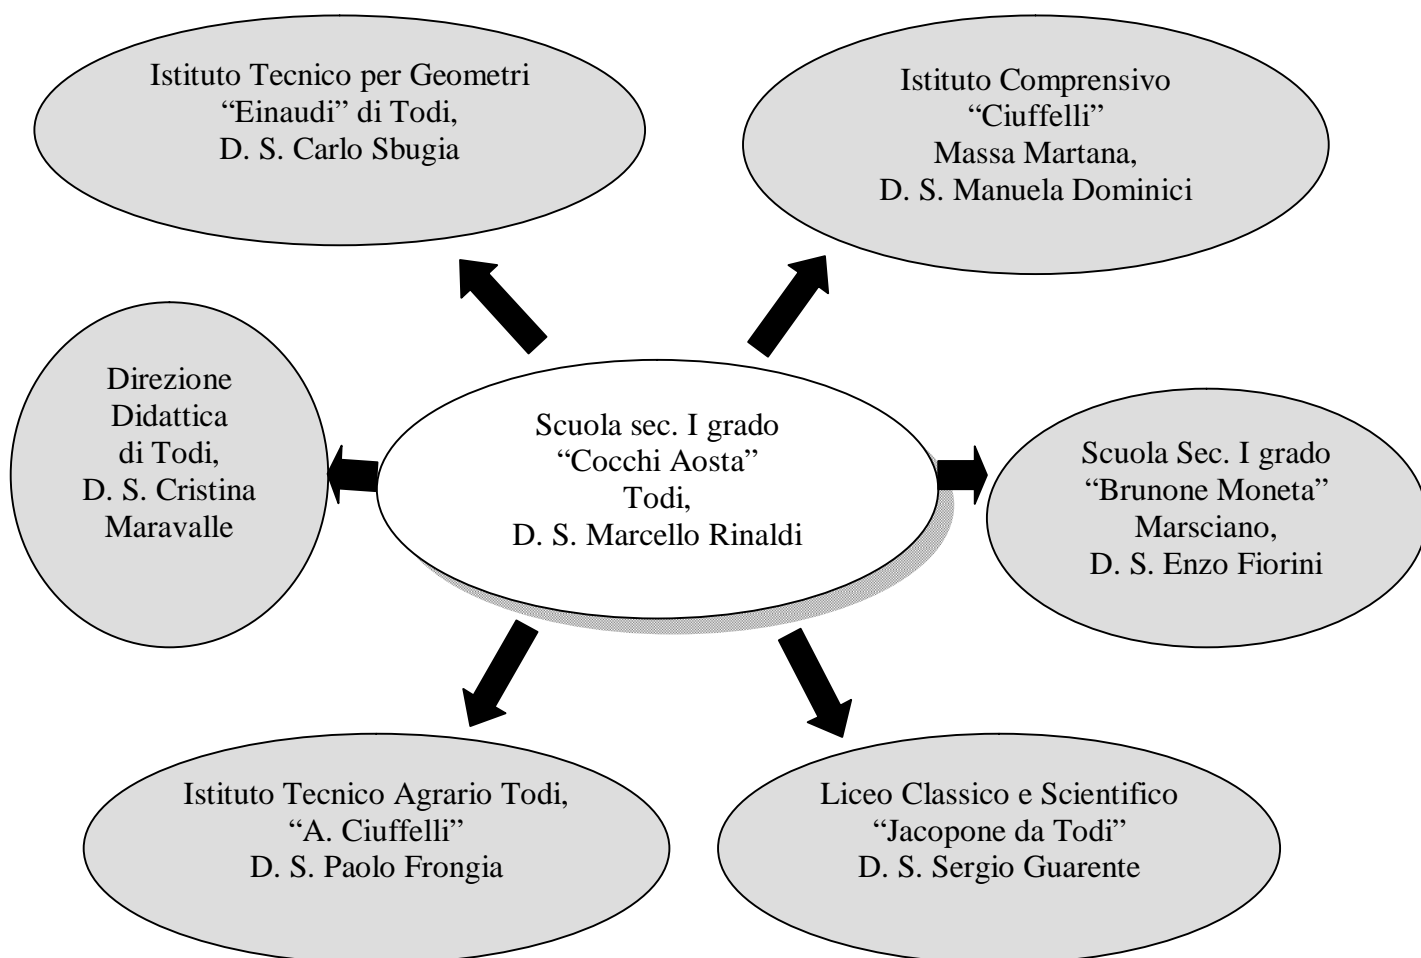 Istituto Tecnico per Geometri
“Einaudi” di Todi,
D. S. Carlo Sbugia
Istituto Comprensivo
“Ciuffelli”
Massa Martana,
D. S. Manuela Dominici
Direzione
Didattica
di Todi,
D. S. Cristina
Maravalle
Scuola sec. I grado
“Cocchi Aosta”
Todi,
D. S. Marcello Rinaldi
Scuola Sec. I grado
“Brunone Moneta”
Marsciano,
D. S. Enzo Fiorini
Istituto Tecnico Agrario Todi,
“A. Ciuffelli”
D. S. Paolo Frongia
Liceo Classico e Scientifico
“Jacopone da Todi”
D. S. Sergio Guarente